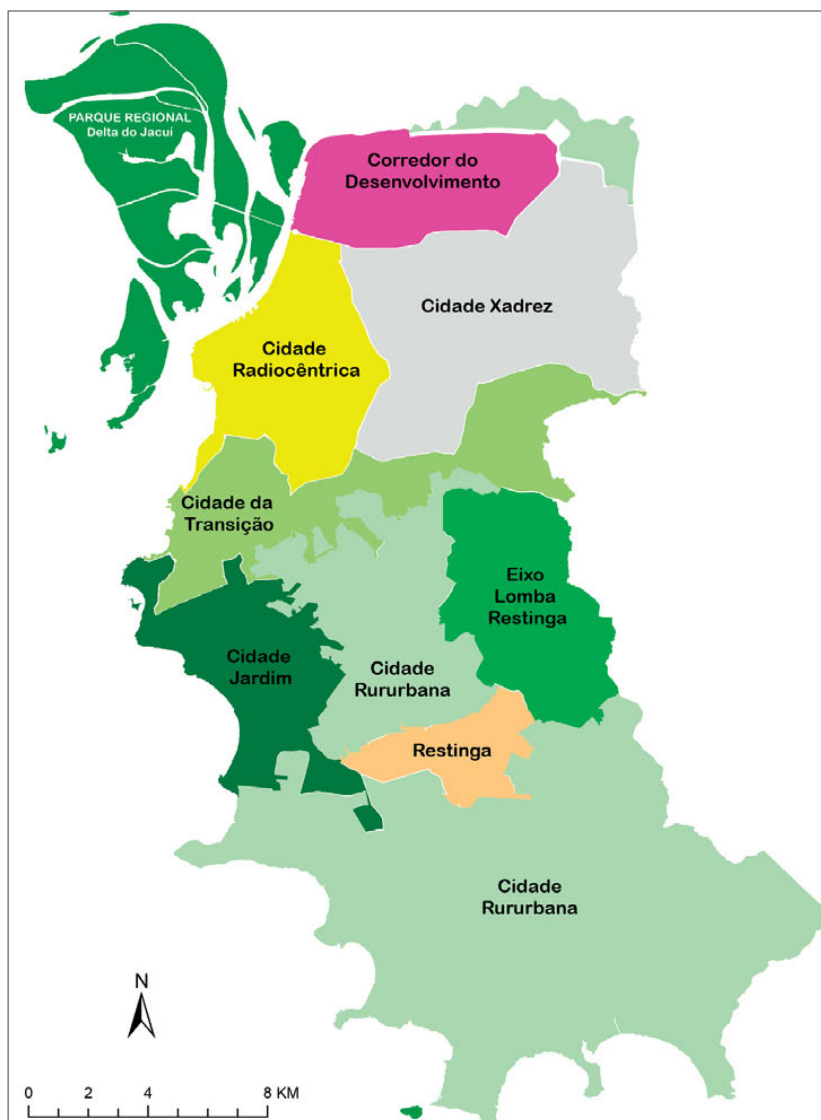 PARQUE REGIONAL
Delta do Jacuí
Corredor do
Desenvolvimento
Cidade Xadrez
Cidade
Radiocêntrica
Cidade da
Transição
Eixo
Lomba
Restinga
Cidade
Jardim
Cidade
Rururbana
Restinga
Cidade
Rururbana
N
0 2 4 8 KM